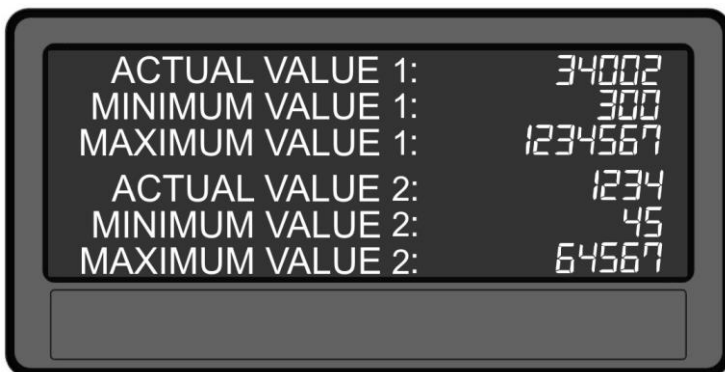 ACTUAL VALUE 1: 34002
MINIMUM VALUE 1: 300
MAXIMUM VALUE 1: 1234567
ACTUAL VALUE 2: 1234
MINIMUM VALUE 2: 45
MAXIMUM VALUE 2: 64567